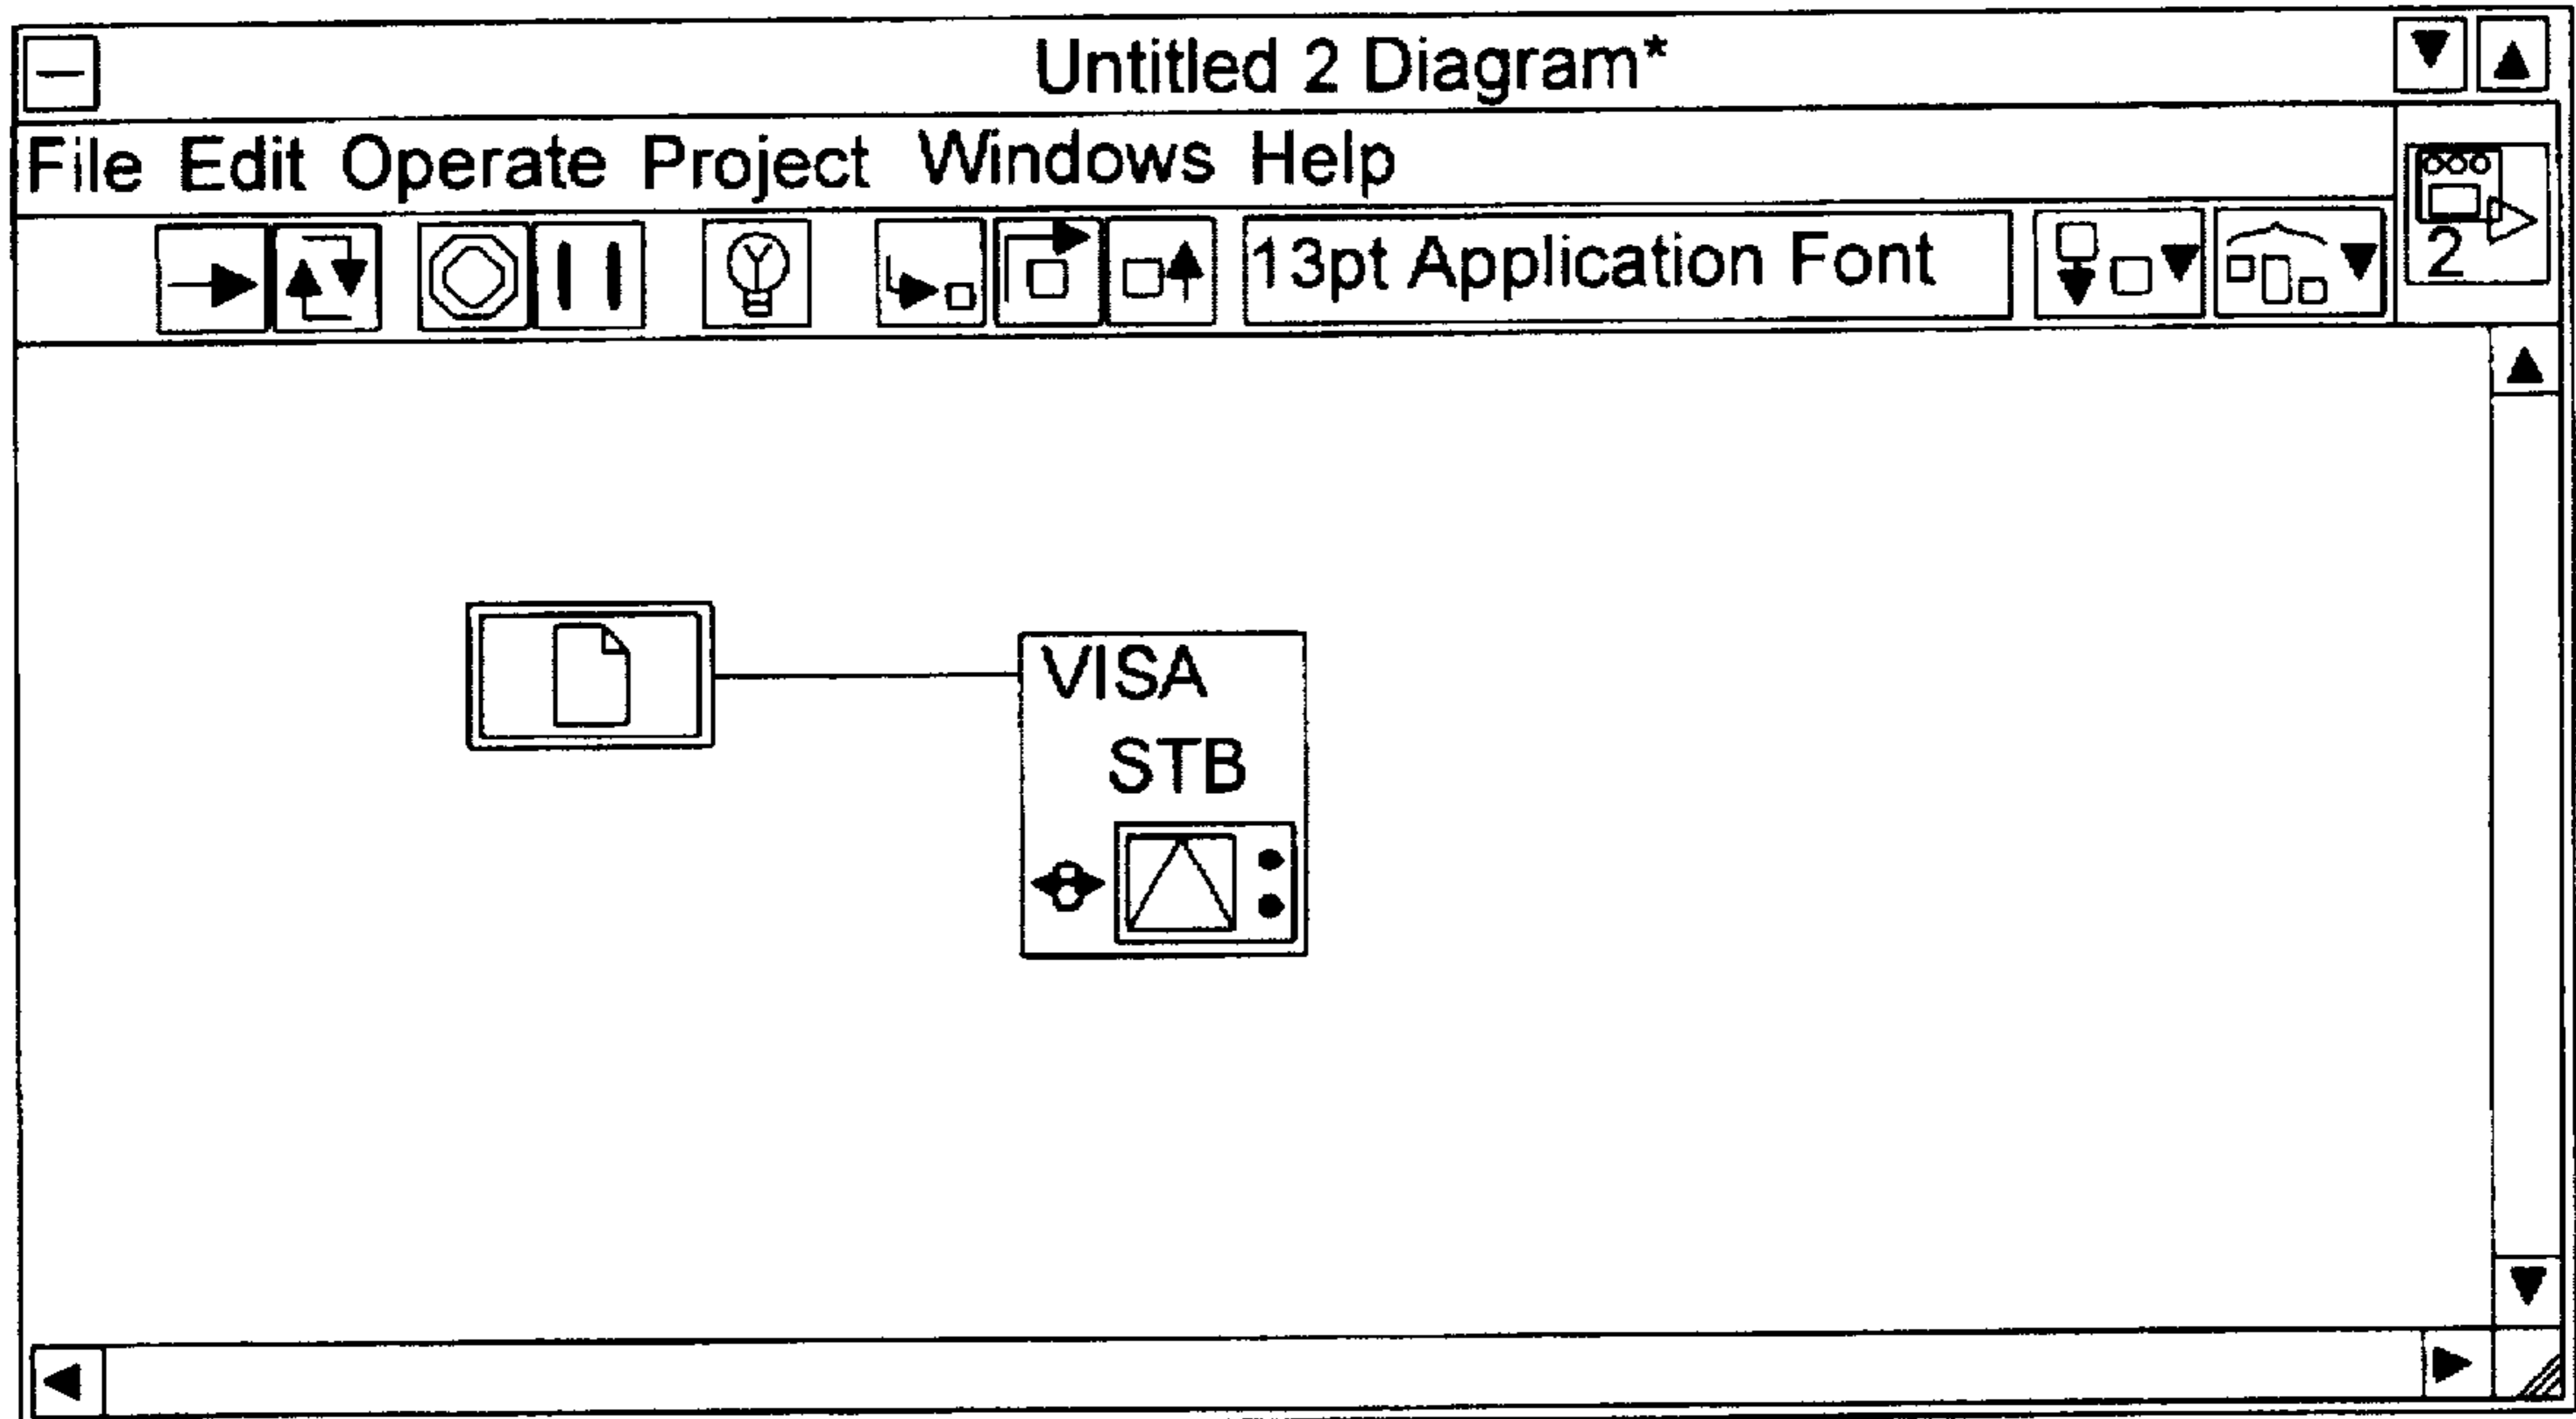 Untitled 2 Diagram*
File Edit Operate Project Windows Help
13pt Application Font
2
VISA
STB